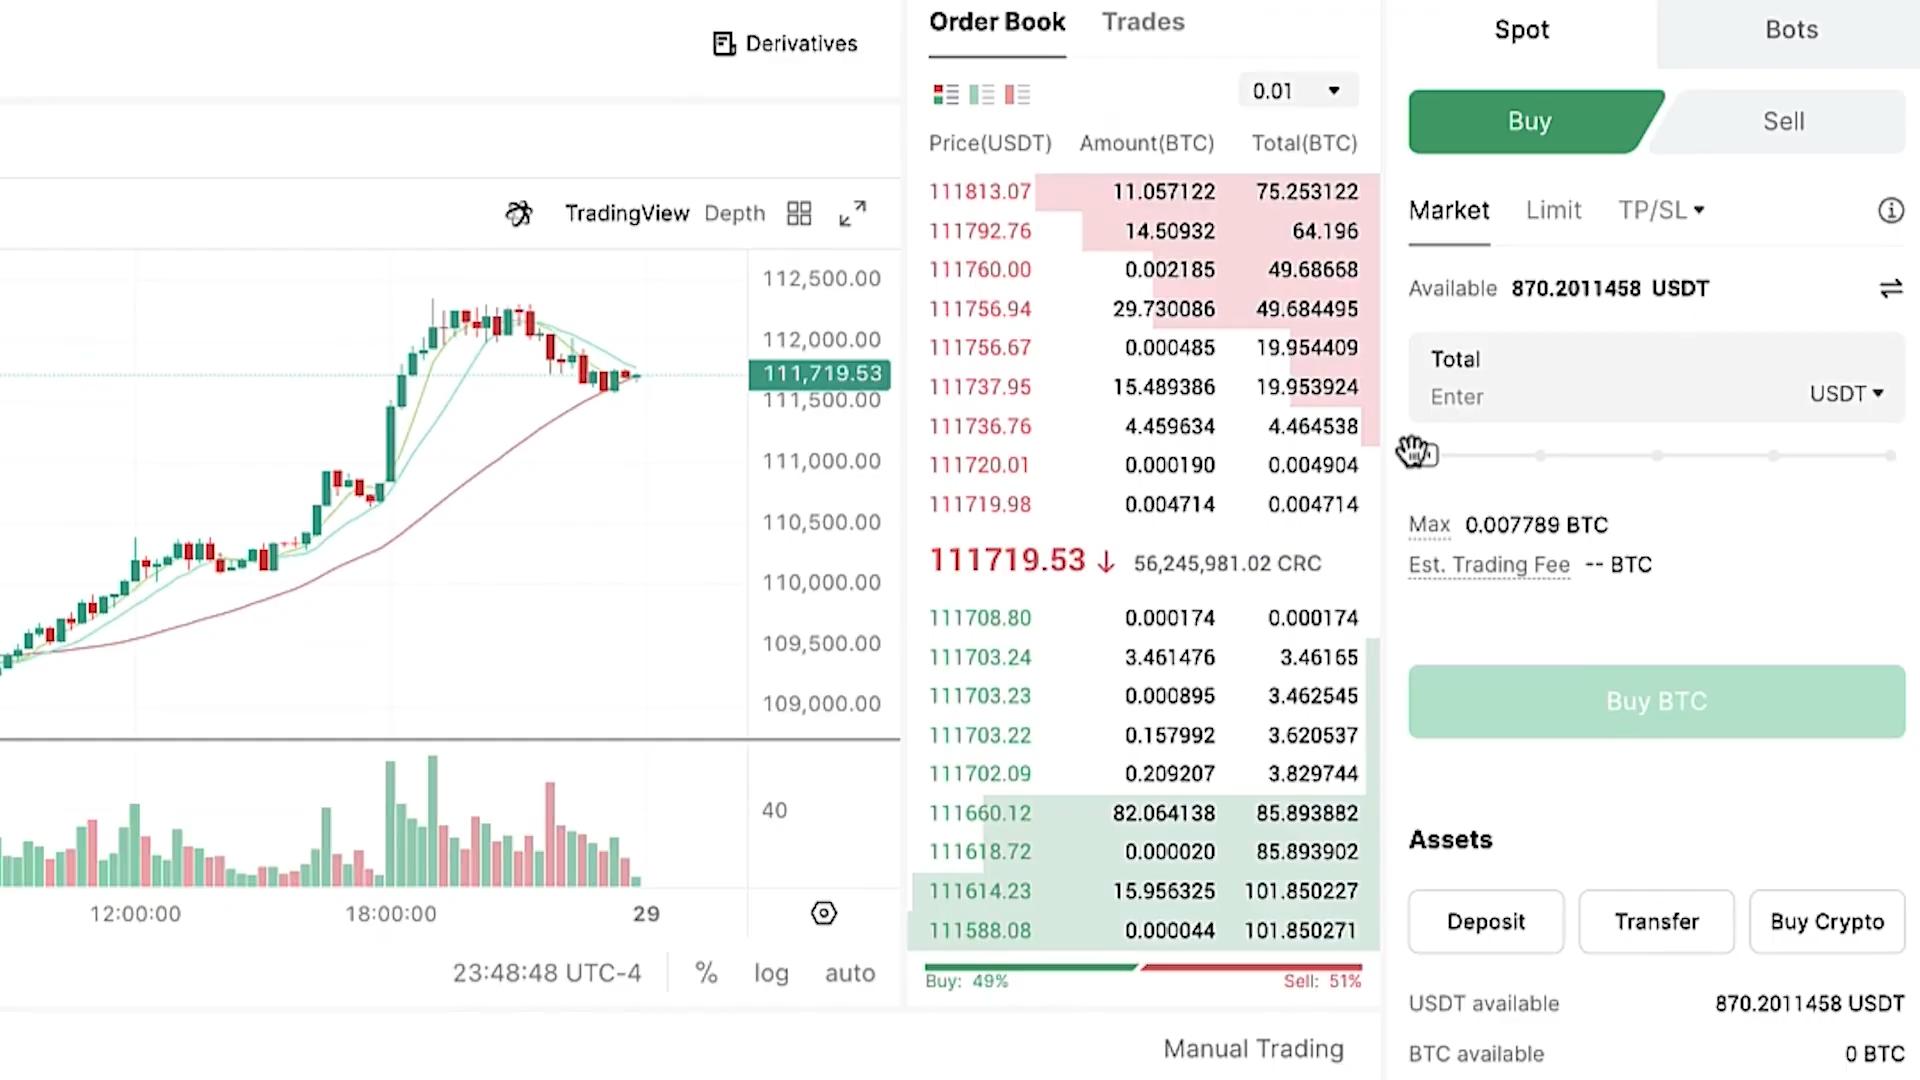 Derivatives
TradingView Depth
112,500.00
112,000.00
111,719.53
111,500.00
111,000.00
110,500.00
110,000.00
109,500.00
109,000.00
40
12:00:00 18:00:00 29
23:48:48 UTC-4 % log auto
Order Book Trades
0.01
Price(USDT) Amount(BTC) Total(BTC)
111813.07 11.057122 75.253122
111792.76 14.50932 64.196
111760.00 0.002185 49.68668
111756.94 29.730086 49.684495
111756.67 0.000485 19.954409
111737.95 15.489386 19.953924
111736.76 4.459634 4.464538
111720.01 0.000190 0.004904
111719.98 0.004714 0.004714
111719.53 ↓ 56,245,981.02 CRC
111708.80 0.000174 0.000174
111703.24 3.461476 3.46165
111703.23 0.000895 3.462545
111703.22 0.157992 3.620537
111702.09 0.209207 3.829744
111660.12 82.064138 85.893882
111618.72 0.000020 85.893902
111614.23 15.956325 101.850227
111588.08 0.000044 101.850271
Buy: 49% Sell: 51%
Manual Trading
Spot Bots
Buy Sell
Market Limit TP/SL
Available 870.2011458 USDT
Total
Enter USDT
Max 0.007789 BTC
Est. Trading Fee -- BTC
Buy BTC
Assets
Deposit Transfer Buy Crypto
USDT available 870.2011458 USDT
BTC available 0 BTC